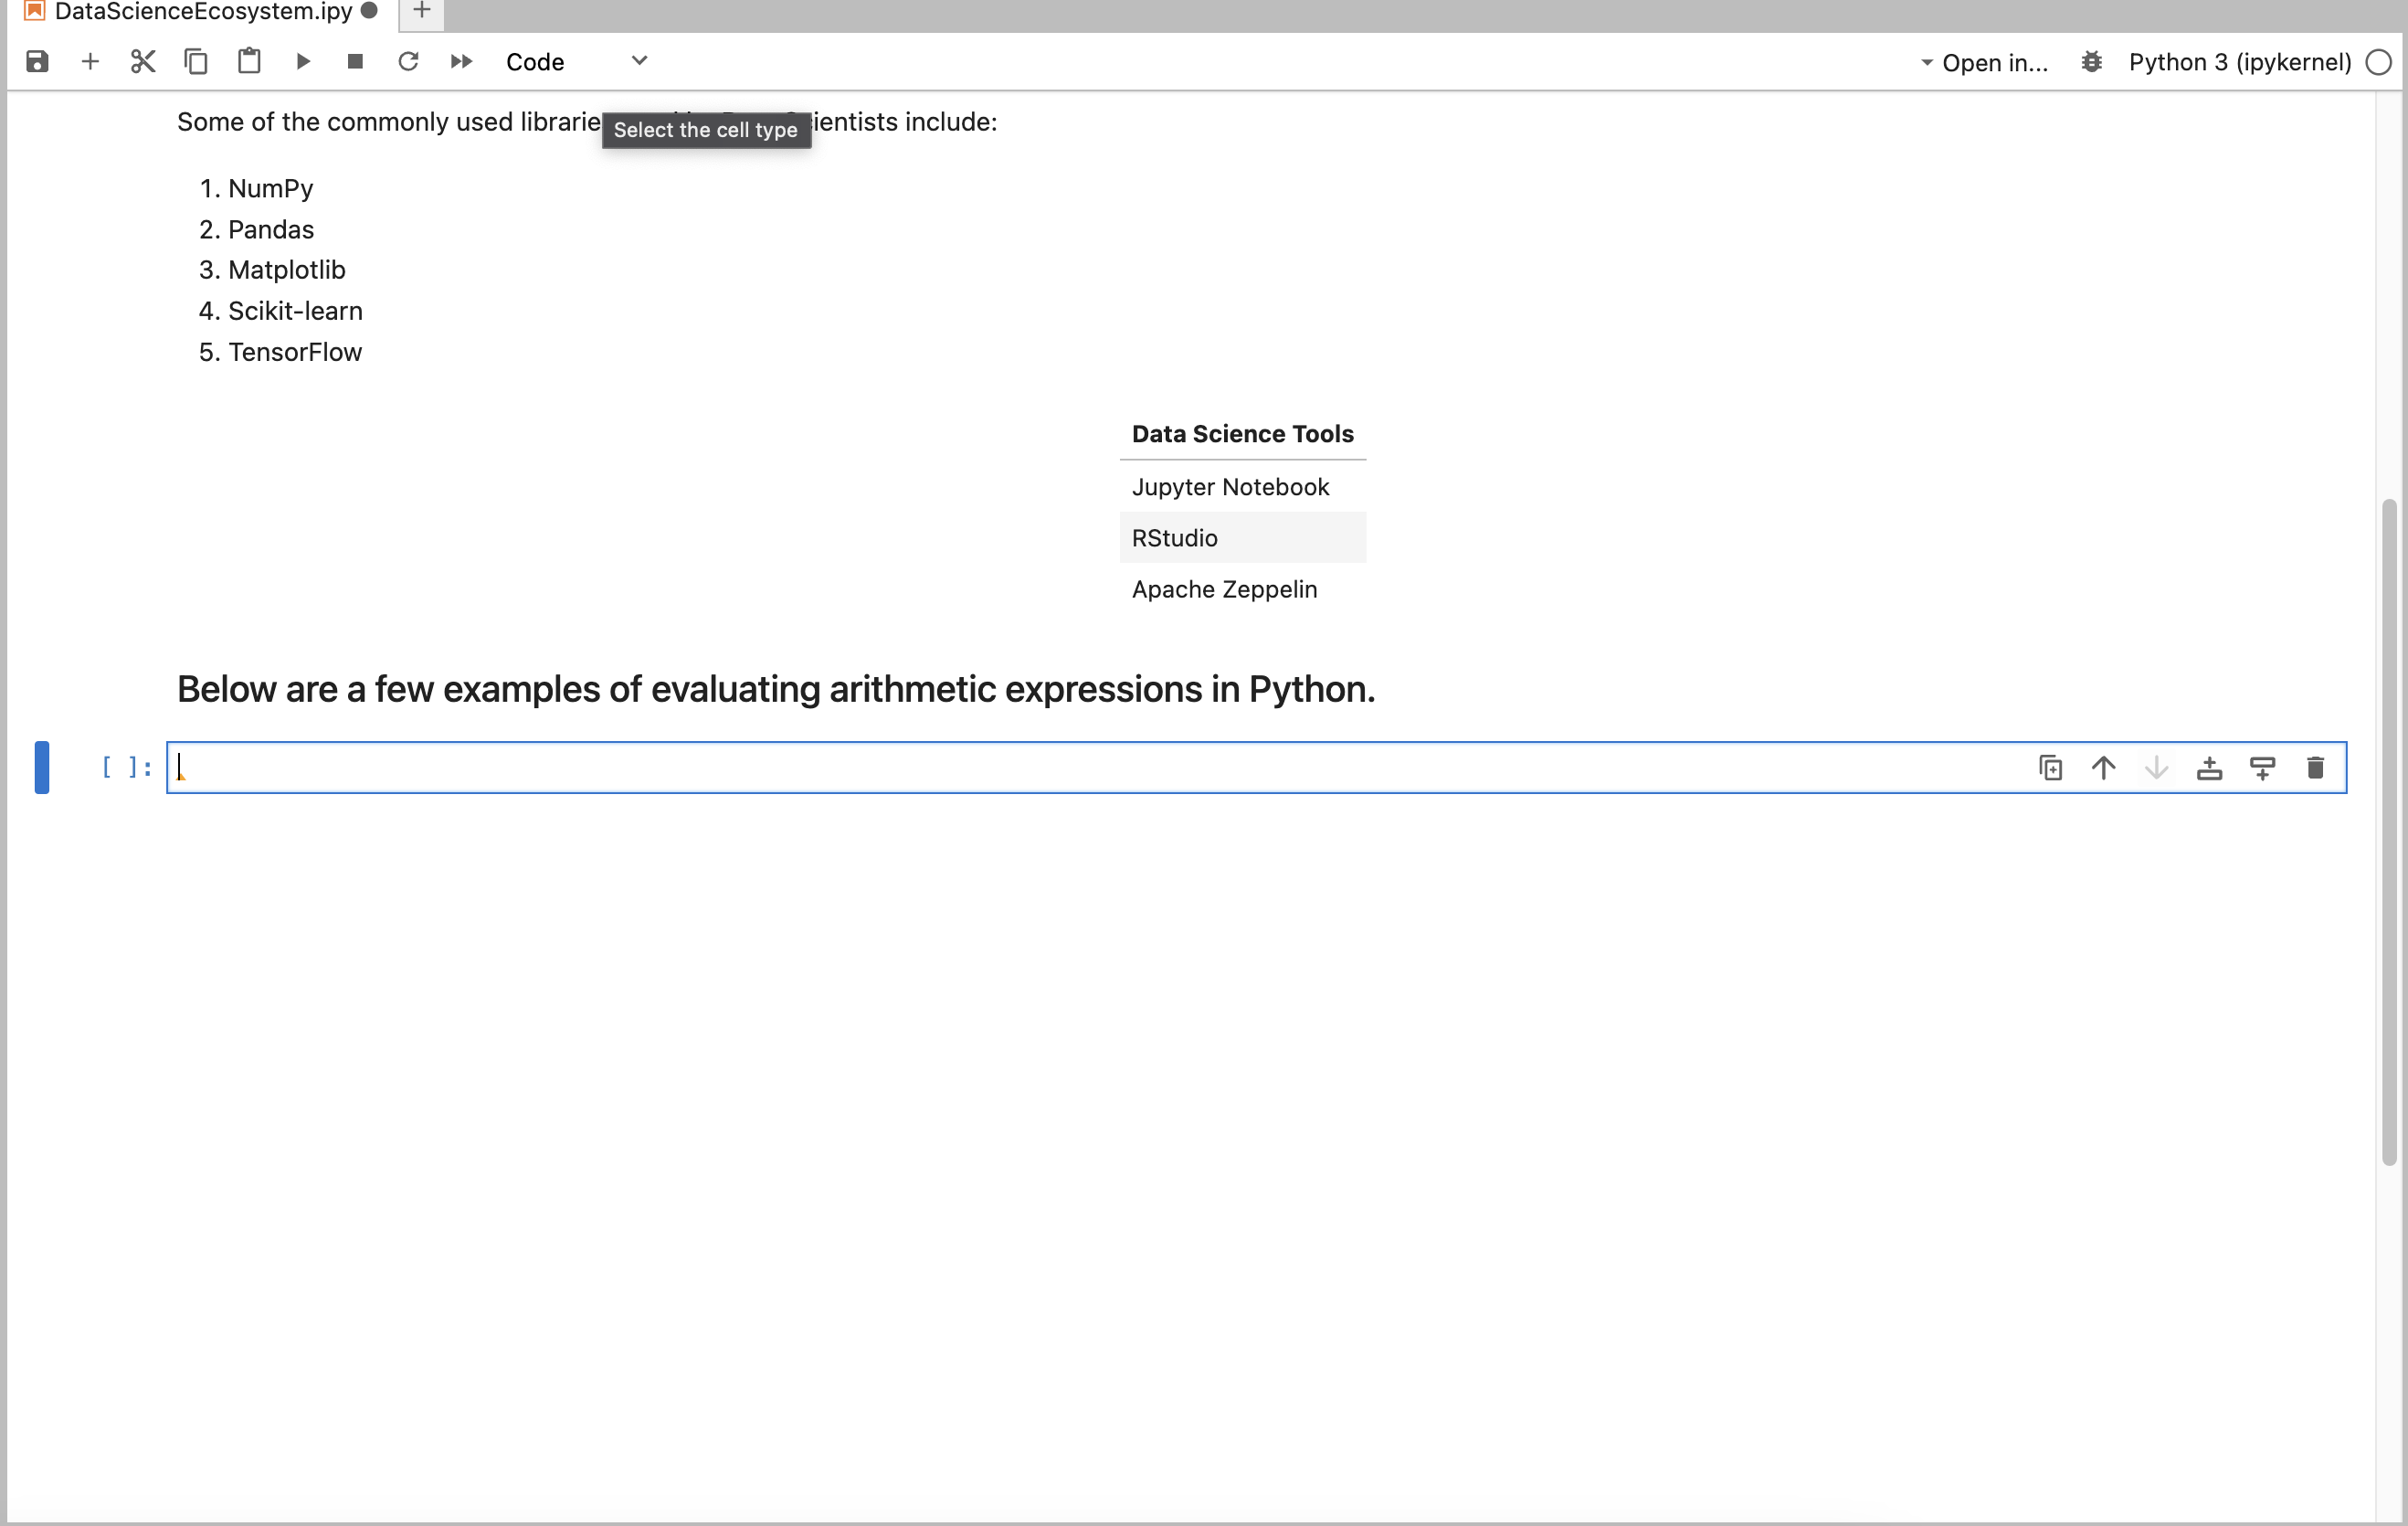 DataScienceEcosystem.ipy
Code
Open in...
Python 3 (ipykernel)
Some of the commonly used librarie ientists include:
Select the cell type
1. NumPy
2. Pandas
3. Matplotlib
4. Scikit-learn
5. TensorFlow
Data Science Tools
Jupyter Notebook
RStudio
Apache Zeppelin
Below are a few examples of evaluating arithmetic expressions in Python.
[ ]: